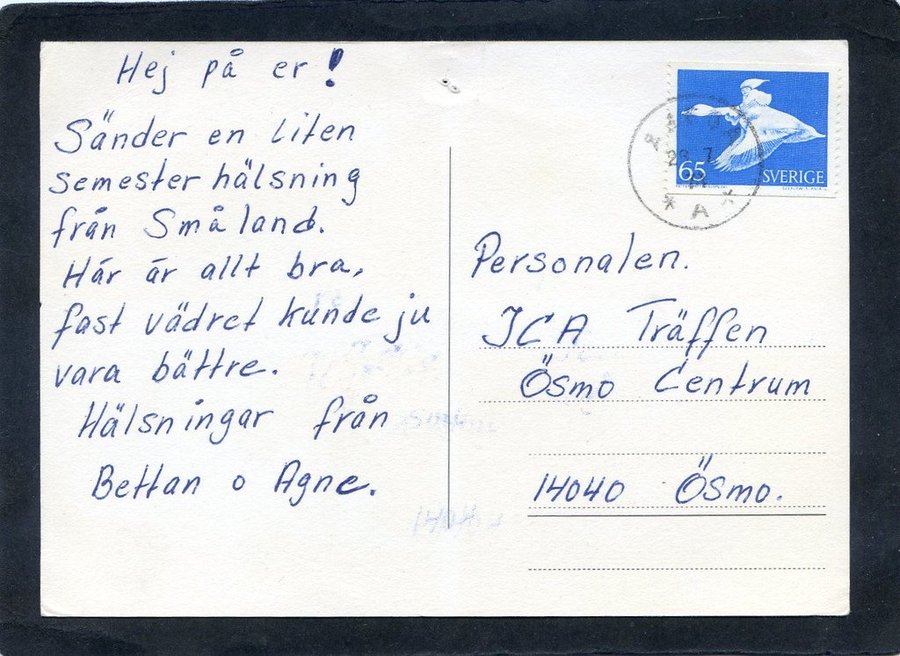 Hej på er!
Sänder en liten
semester hälsning
från Småland.
Här är allt bra,
fast vädret kunde ju
vara bättre.
Hälsningar från
Bettan o Agne.
65
SVERIGE
* A *
Personalen.
ICA Träffen
Ösmo Centrum
14040 Ösmo.